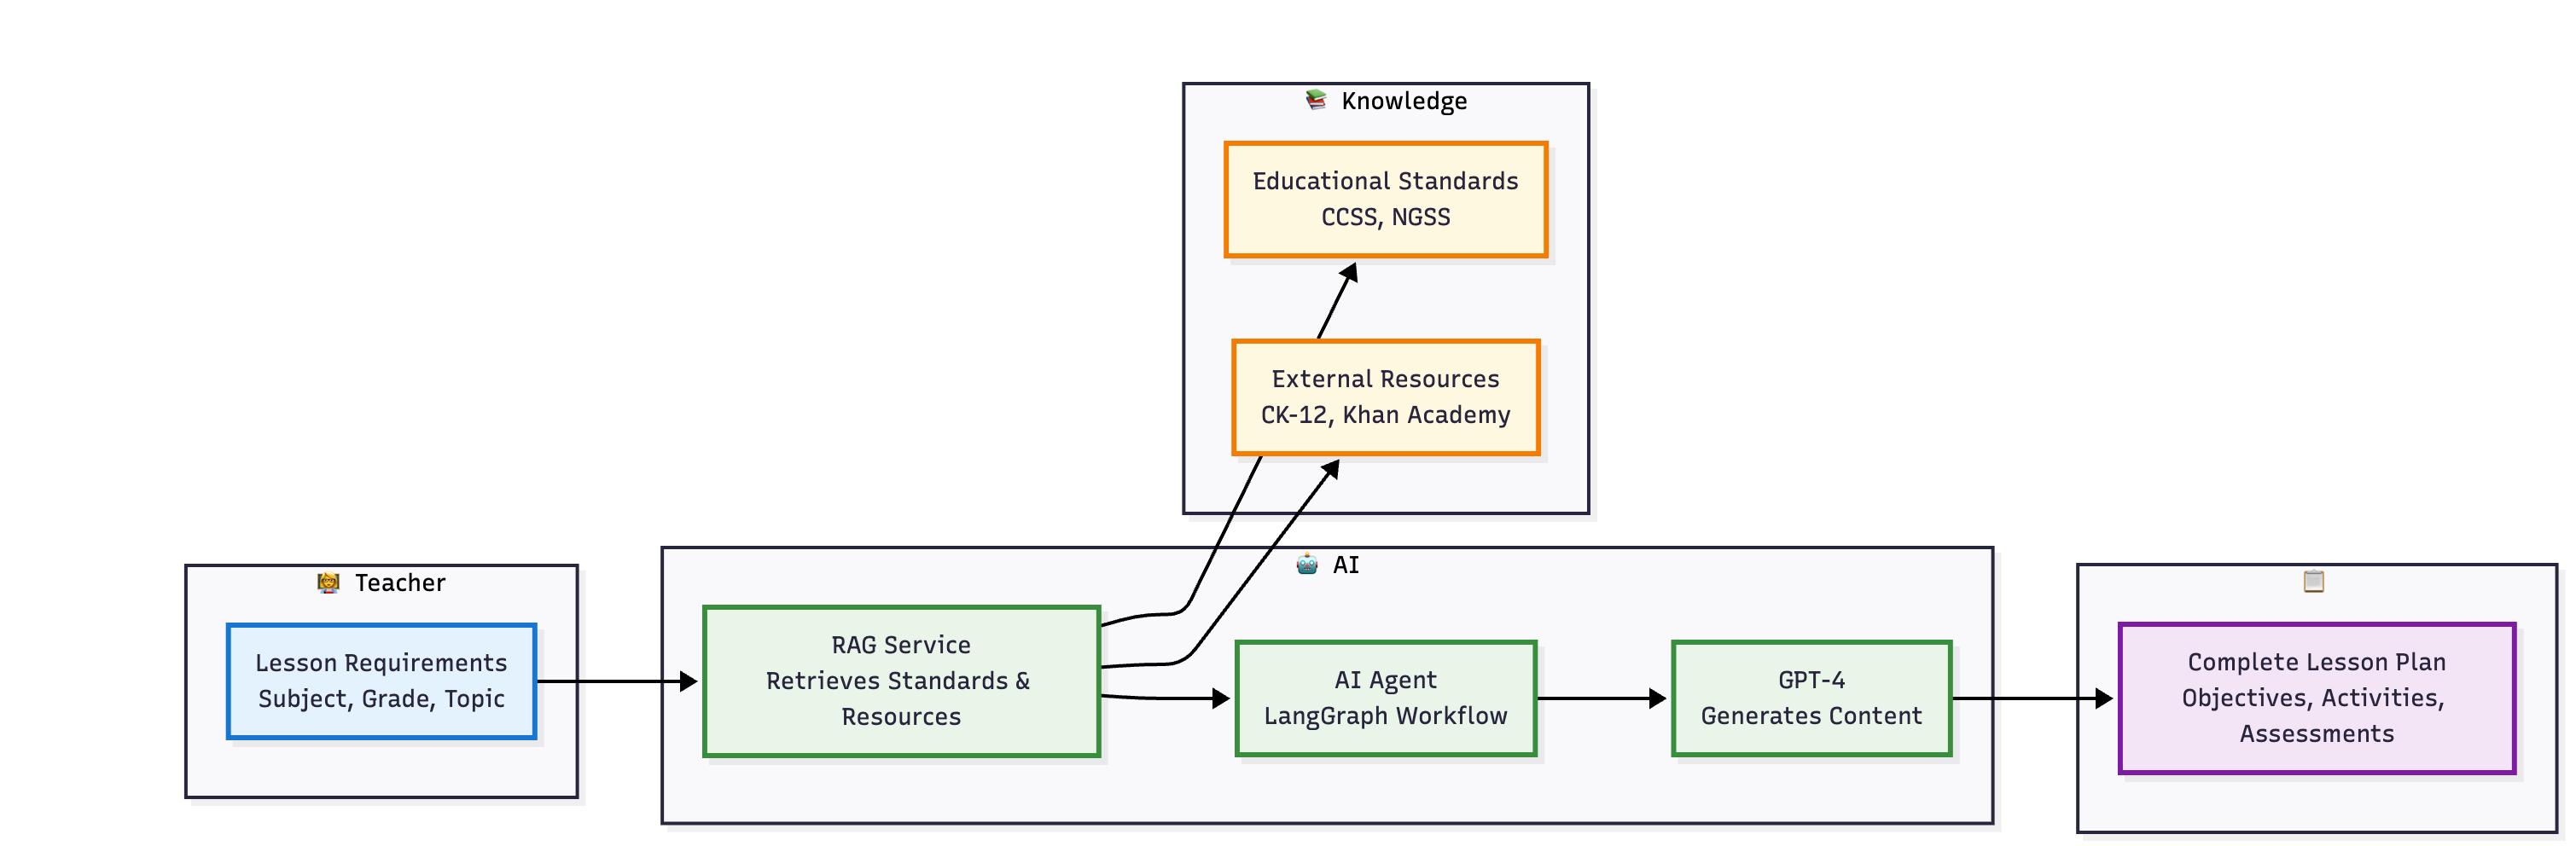 Knowledge
Educational Standards
CCSS, NGSS
External Resources
CK-12, Khan Academy
Teacher
Lesson Requirements
Subject, Grade, Topic
AI
RAG Service
Retrieves Standards &
Resources
AI Agent
LangGraph Workflow
GPT-4
Generates Content
Complete Lesson Plan
Objectives, Activities,
Assessments